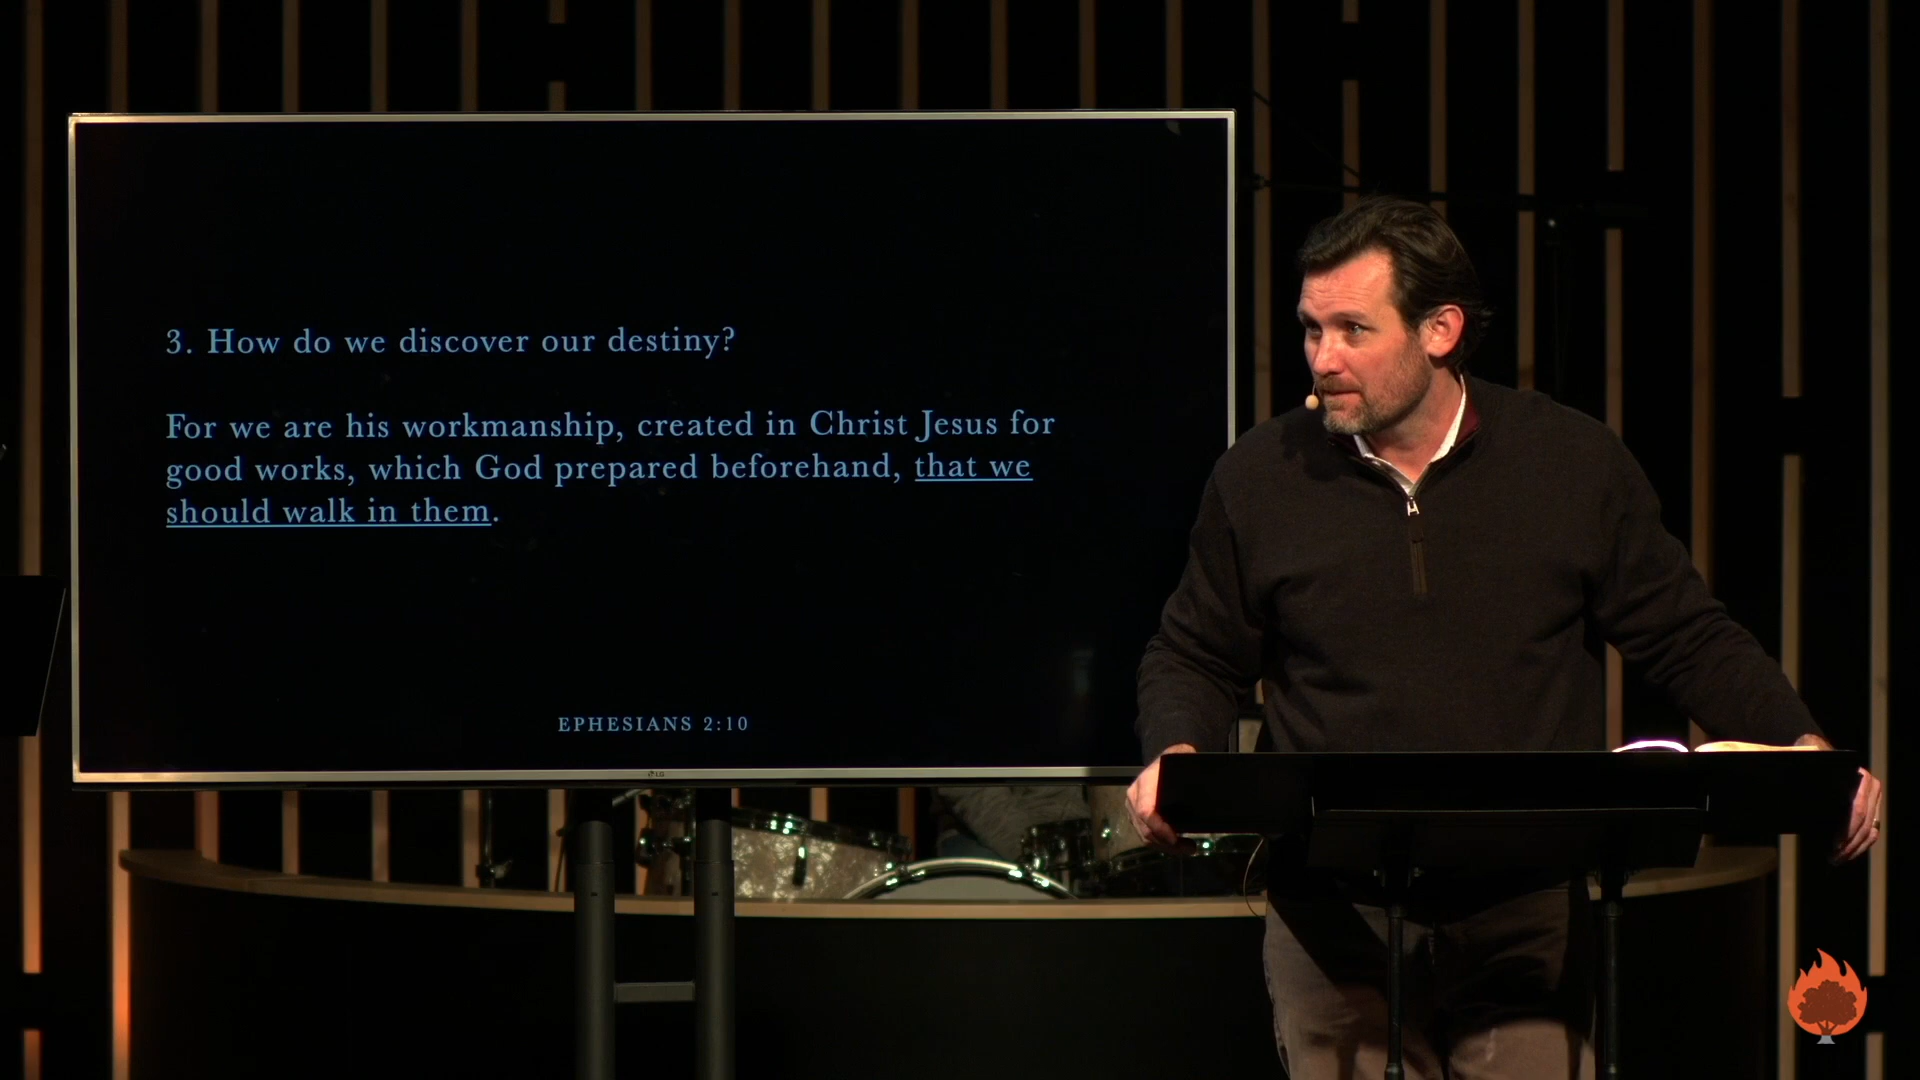 3. How do we discover our destiny?
For we are his workmanship, created in Christ Jesus for
good works, which God prepared beforehand, that we
should walk in them.
EPHESIANS 2:10
LG